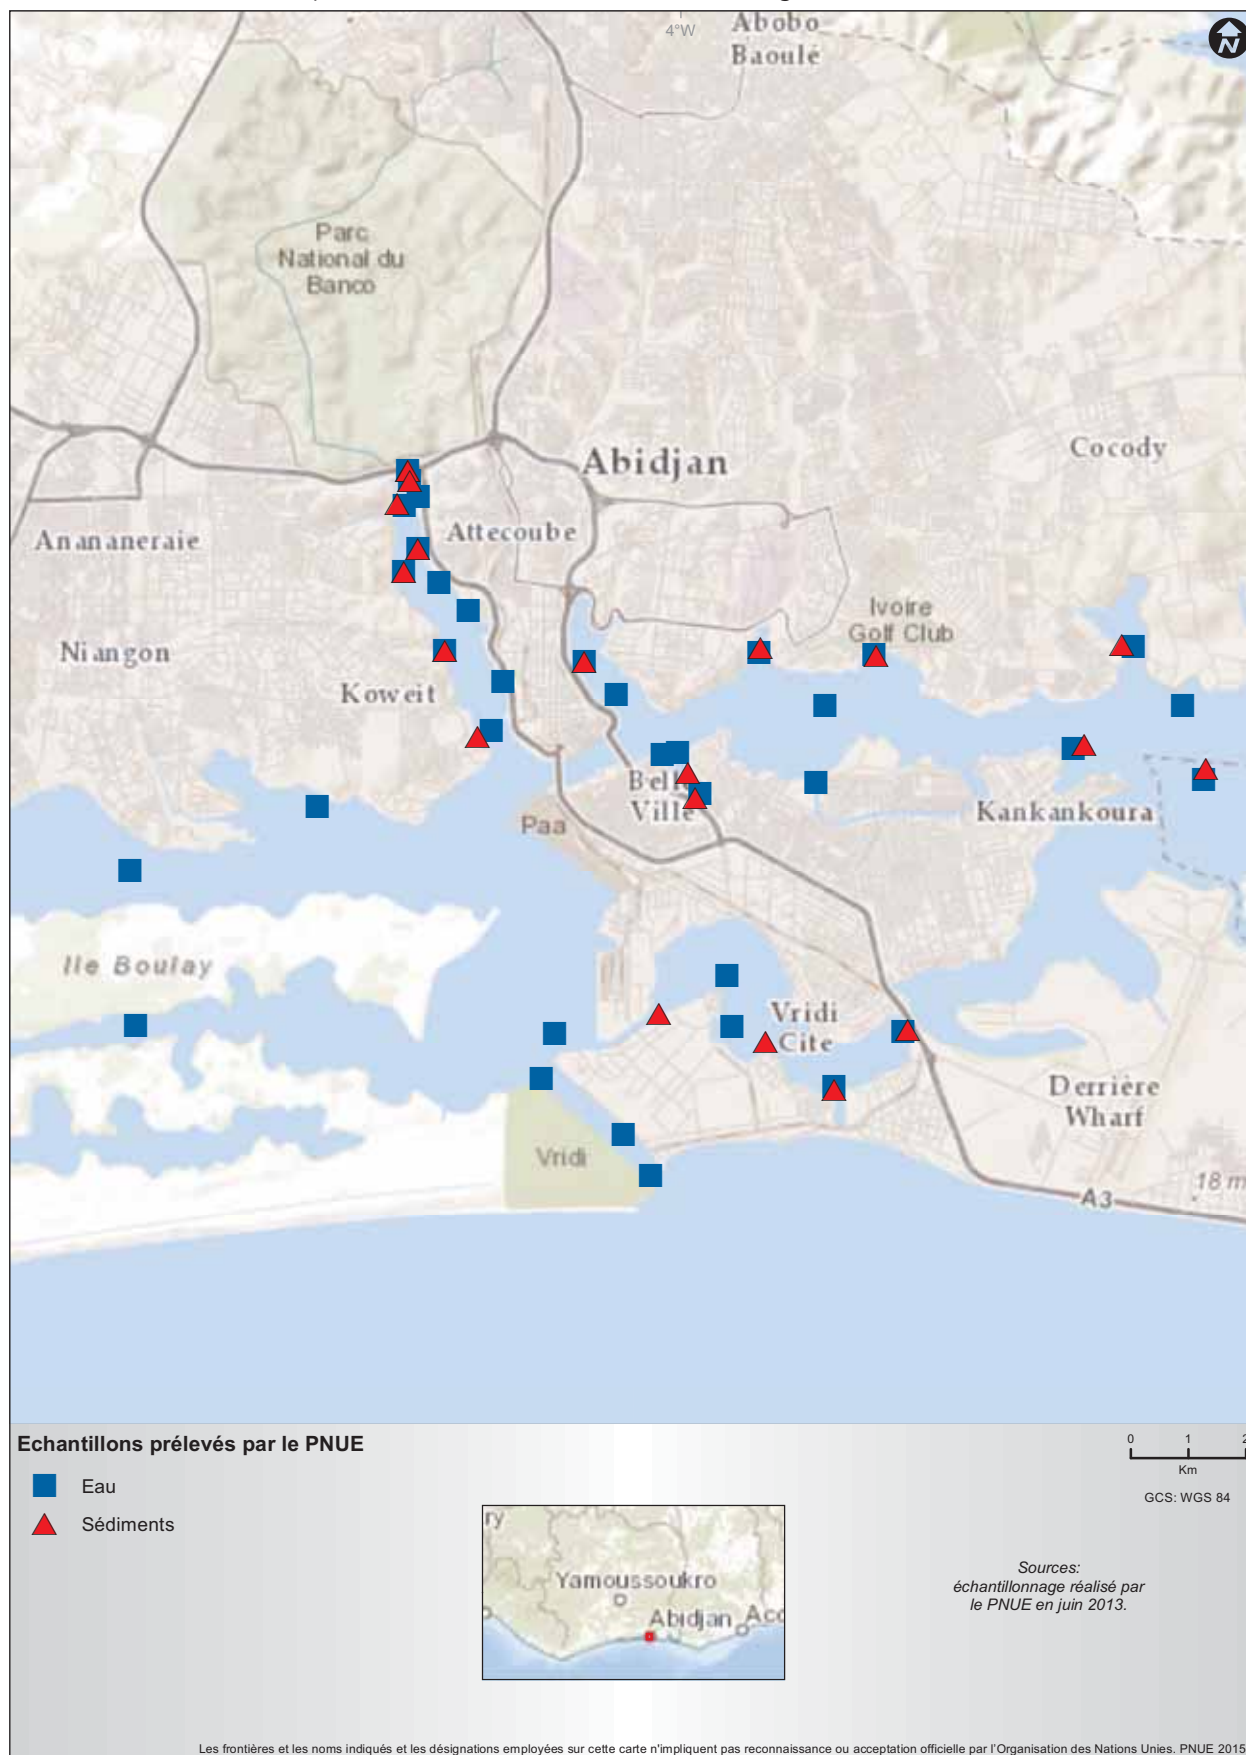 4°W
Abobo
Baoulé
N
Parc
National du
Banco
Abidjan
Cocody
Attecoube
Anananeraie
Ivoire
Golf Club
Niangon
Koweit
Ville
Kankankoura
Paa
Ile Boulay
Vridi
Cite
Derrière
Wharf
Vridi
18 m
A3
Echantillons prélevés par le PNUE
Eau
Sédiments
0 1 2
Km
GCS: WGS 84
ry
Yamoussoukro
Abidjan
Acc
Sources:
échantillonnage réalisé par
le PNUE en juin 2013.
Les frontières et les noms indiqués et les désignations employées sur cette carte n'impliquent pas reconnaissance ou acceptation officielle par l'Organisation des Nations Unies. PNUE 2015